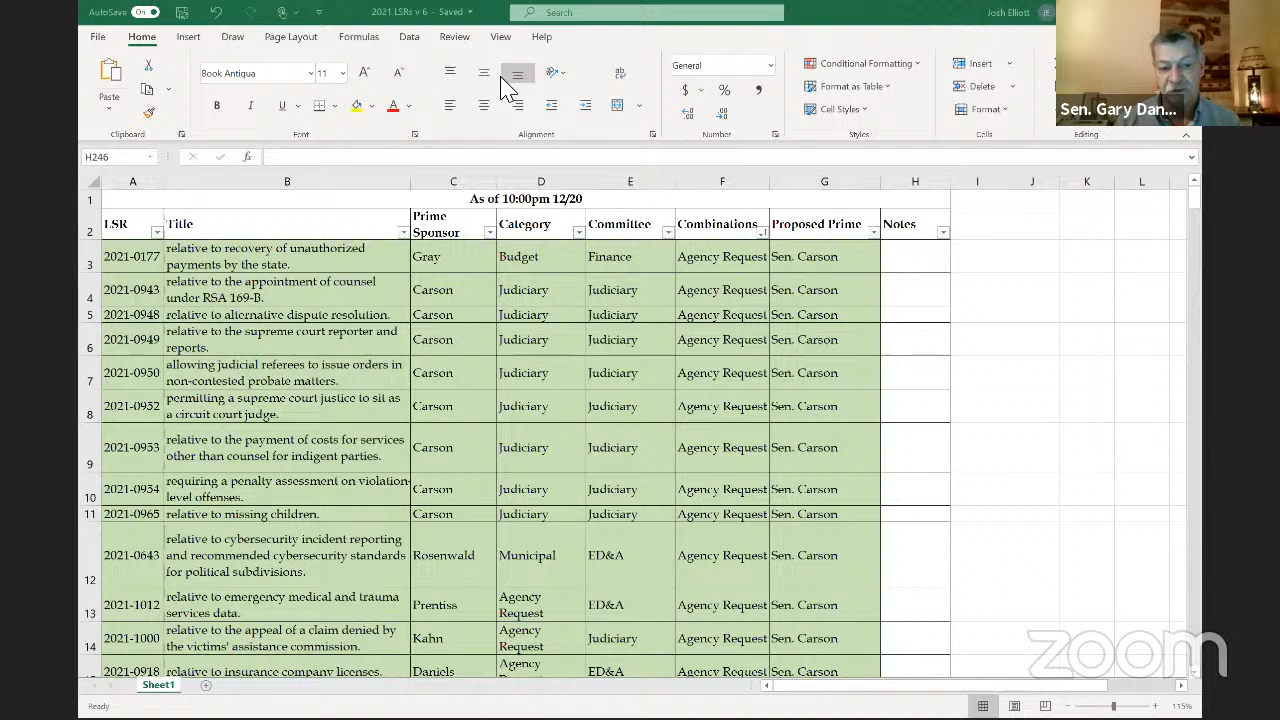 AutoSave On 2021 LSRs v 6 - Saved Search Josh Elliott JE
File Home Insert Draw Page Layout Formulas Data Review View Help
Paste Book Antiqua 11 General Conditional Formatting Insert
B I U $ % Format as Table Delete
Cell Styles Format
Clipboard Font Alignment Number Styles Cells Editing
Sen. Gary Dan...
H246 fx
A B C D E F G H I J K L
1 As of 10:00pm 12/20
2 LSR Title Prime Sponsor Category Committee Combinations Proposed Prime Notes
3 2021-0177 relative to recovery of unauthorized payments by the state. Gray Budget Finance Agency Request Sen. Carson
4 2021-0943 relative to the appointment of counsel under RSA 169-B. Carson Judiciary Judiciary Agency Request Sen. Carson
5 2021-0948 relative to alternative dispute resolution. Carson Judiciary Judiciary Agency Request Sen. Carson
6 2021-0949 relative to the supreme court reporter and reports. Carson Judiciary Judiciary Agency Request Sen. Carson
7 2021-0950 allowing judicial referees to issue orders in non-contested probate matters. Carson Judiciary Judiciary Agency Request Sen. Carson
8 2021-0952 permitting a supreme court justice to sit as a circuit court judge. Carson Judiciary Judiciary Agency Request Sen. Carson
9 2021-0953 relative to the payment of costs for services other than counsel for indigent parties. Carson Judiciary Judiciary Agency Request Sen. Carson
10 2021-0954 requiring a penalty assessment on violation-level offenses. Carson Judiciary Judiciary Agency Request Sen. Carson
11 2021-0965 relative to missing children. Carson Judiciary Judiciary Agency Request Sen. Carson
12 2021-0643 relative to cybersecurity incident reporting and recommended cybersecurity standards for political subdivisions. Rosenwald Municipal ED&A Agency Request Sen. Carson
13 2021-1012 relative to emergency medical and trauma services data. Prentiss Agency Request ED&A Agency Request Sen. Carson
14 2021-1000 relative to the appeal of a claim denied by the victims' assistance commission. Kahn Agency Request Judiciary Agency Request Sen. Carson
2021-0918 relative to insurance company licenses. Daniels Agency ED&A Agency Request Sen. Carson
zoom
Sheet1
Ready 115%